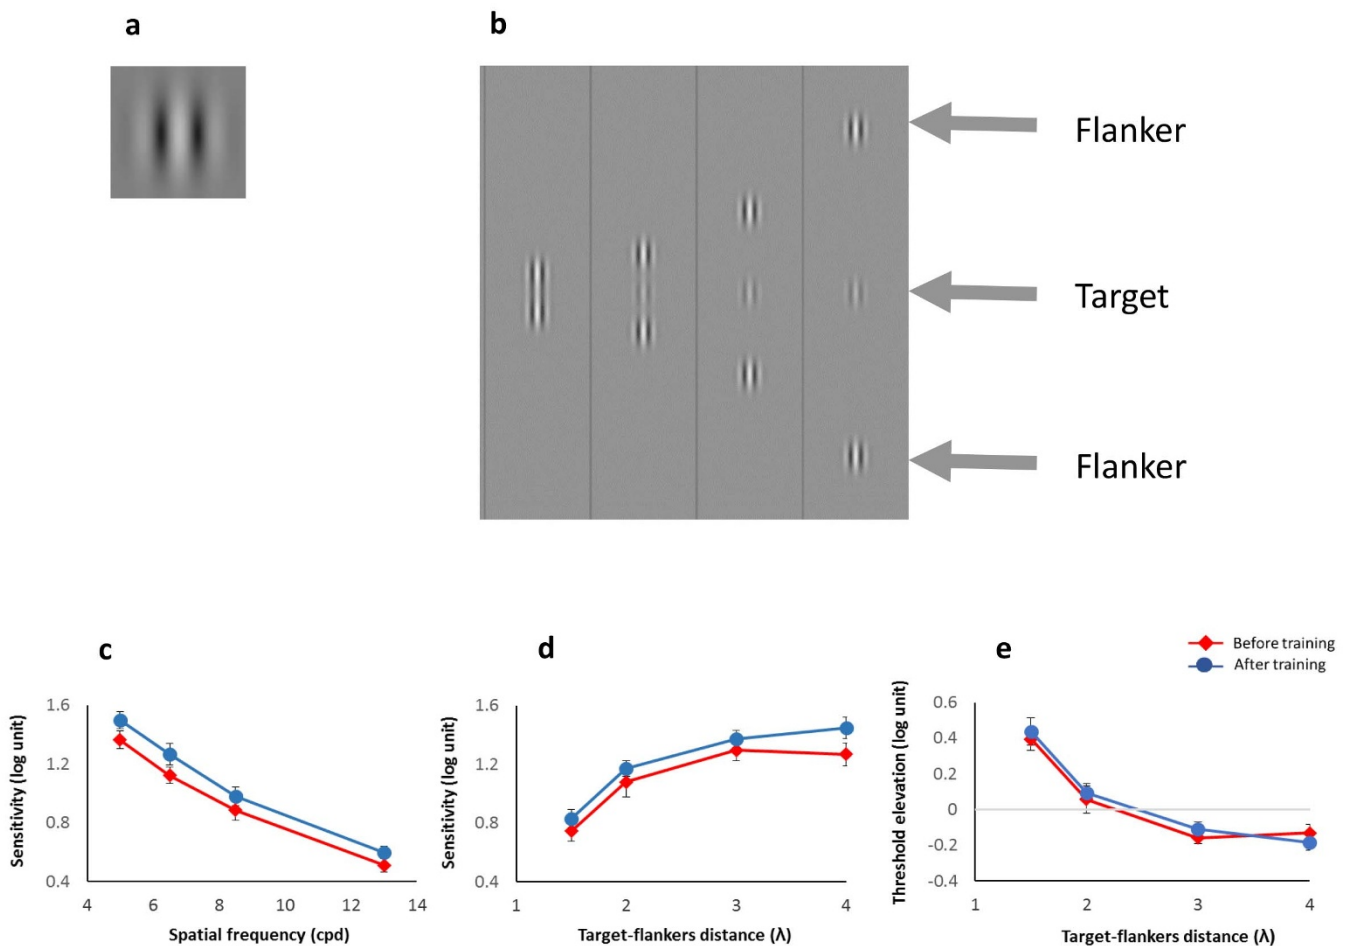 a
b
Flanker
Target
Flanker
c
d
e
Before training
After training
Sensitivity (log unit)
1.6
1.2
0.8
0.4
4
6
8
10
12
14
Spatial frequency (cpd)
Sensitivity (log unit)
1.6
1.2
0.8
0.4
1
2
3
4
Target-flankers distance (λ)
Threshold elevation (log unit)
0.6
0.4
0.2
0
-0.2
-0.4
1
2
3
4
Target-flankers distance (λ)